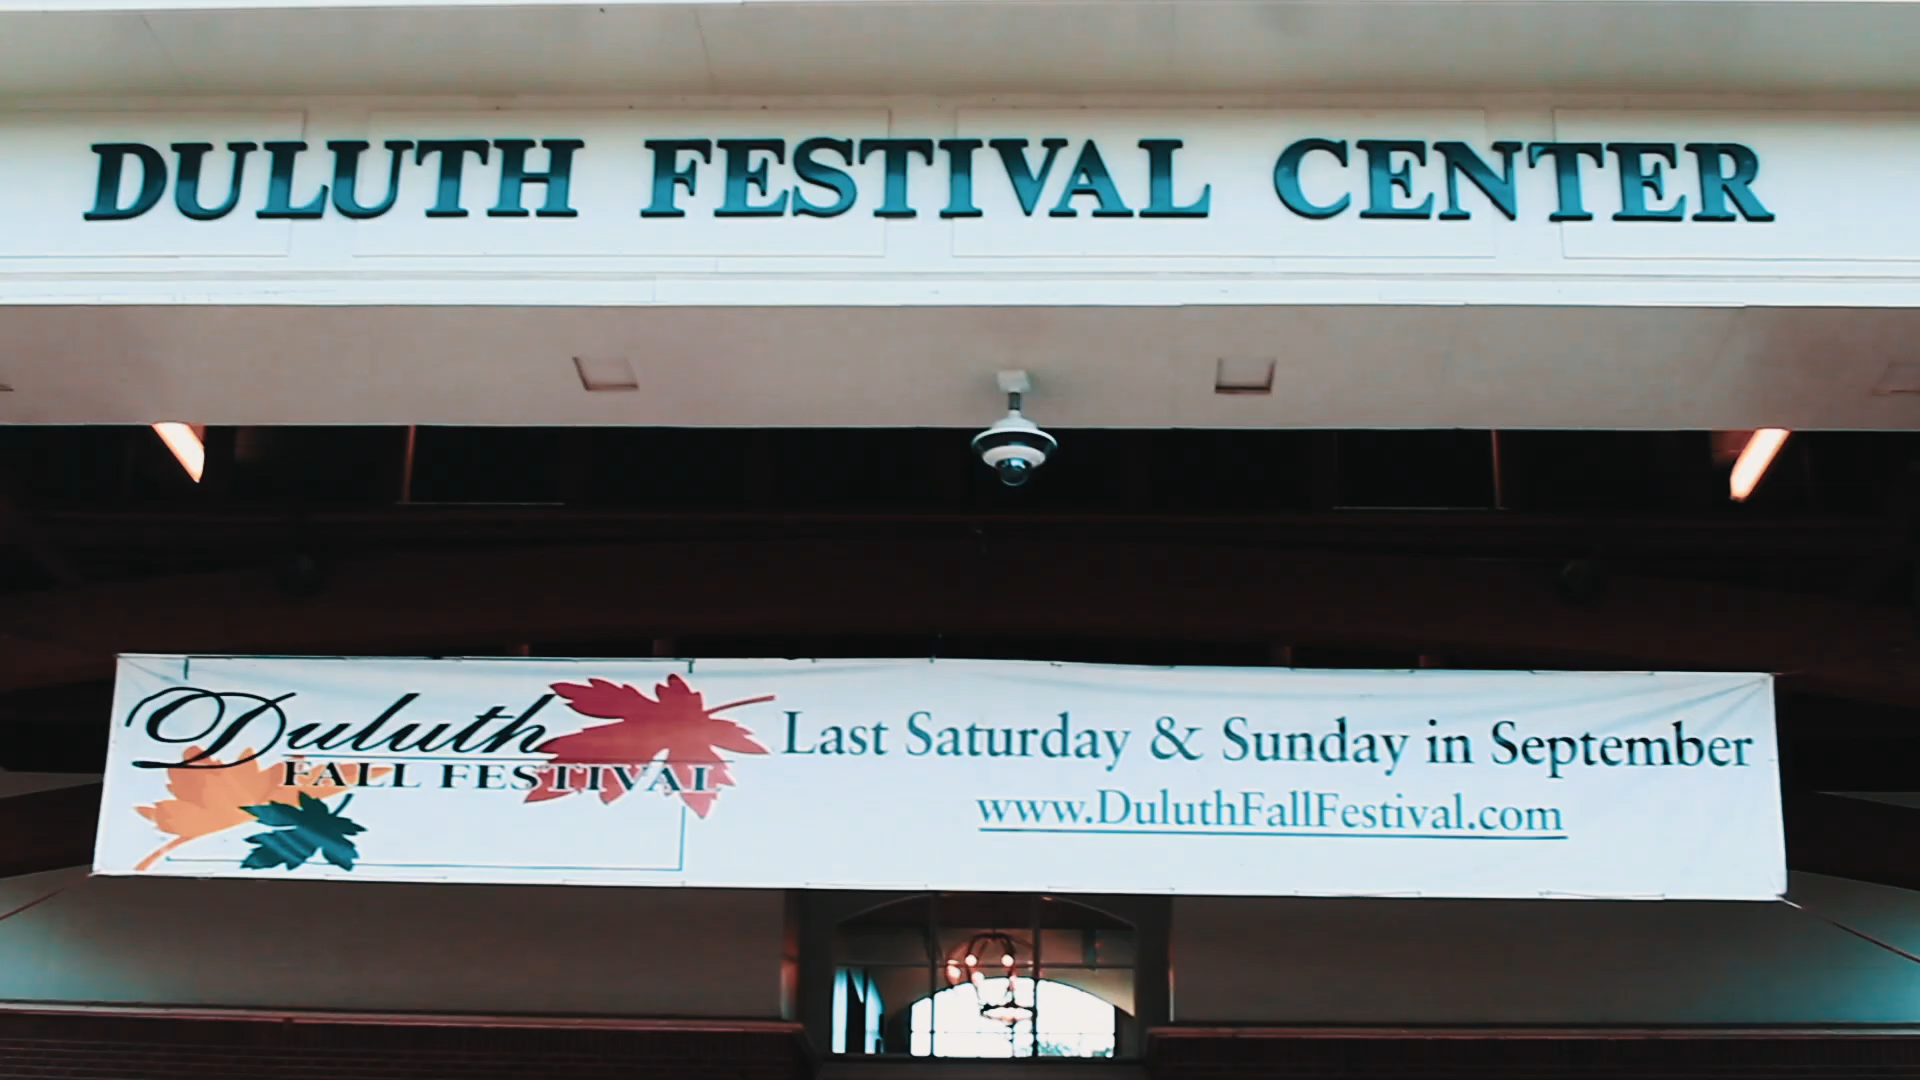 DULUTH FESTIVAL CENTER
Duluth
FALL FESTIVAL
Last Saturday & Sunday in September
www.DuluthFallFestival.com